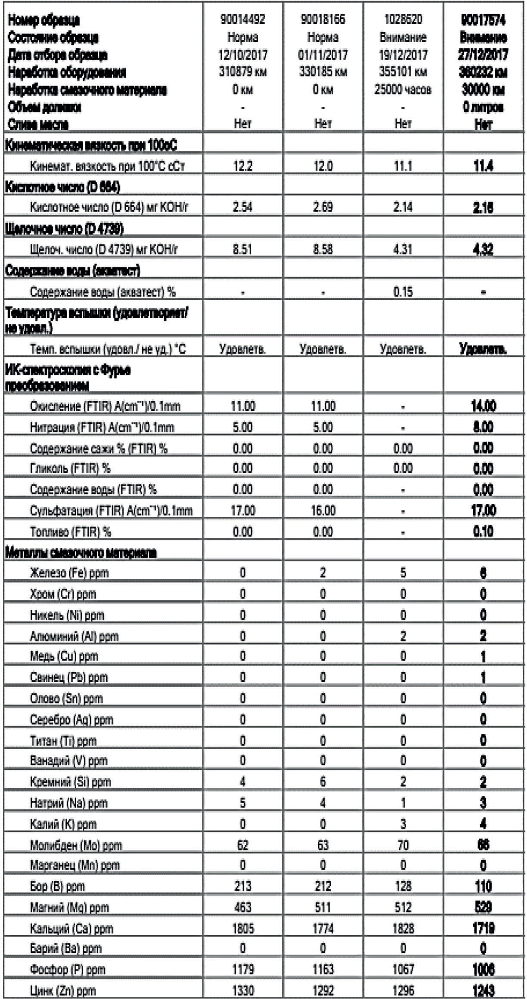 Номер образца 90014492 90018166 1028620 90017574
Состояние образца Норма Норма Внимание Внимание
Дата отбора образца 12/10/2017 01/11/2017 19/12/2017 27/12/2017
Наработка оборудования 310879 км 330185 км 355101 км 360232 км
Наработка смазочного материала 0 км 0 км 25000 часов 30000 км
Объем доливки - - - 0 литров
Слив масла Нет Нет Нет Нет
Кинематическая вязкость при 100оС
Кинемат. вязкость при 100°C сСт 12.2 12.0 11.1 11.4
Кислотное число (D 664)
Кислотное число (D 664) мг КОН/г 2.54 2.69 2.14 2.16
Щелочное число (D 4739)
Щелоч. число (D 4739) мг КОН/г 8.51 8.58 4.31 4.32
Содержание воды (акватест)
Содержание воды (акватест) % - - 0.15 -
Температура вспышки (удовлетворяет/
не удовл.)
Темп. вспышки (удовл./ не уд.) °C Удовлетв. Удовлетв. Удовлетв. Удовлетв.
ИК-спектроскопия с Фурье
преобразованием
Окисление (FTIR) A(cm⁻¹)/0.1mm 11.00 11.00 - 14.00
Нитрация (FTIR) A(cm⁻¹)/0.1mm 5.00 5.00 - 8.00
Содержание сажи % (FTIR) % 0.00 0.00 0.00 0.00
Гликоль (FTIR) % 0.00 0.00 0.00 0.00
Содержание воды (FTIR) % 0.00 0.00 - 0.00
Сульфатация (FTIR) A(cm⁻¹)/0.1mm 17.00 16.00 - 17.00
Топливо (FTIR) % 0.00 0.00 - 0.10
Металлы смазочного материала
Железо (Fe) ppm 0 2 5 6
Хром (Cr) ppm 0 0 0 0
Никель (Ni) ppm 0 0 0 0
Алюминий (Al) ppm 0 0 2 2
Медь (Cu) ppm 0 0 0 1
Свинец (Pb) ppm 0 0 0 1
Олово (Sn) ppm 0 0 0 0
Серебро (Ag) ppm 0 0 0 0
Титан (Ti) ppm 0 0 0 0
Ванадий (V) ppm 0 0 0 0
Кремний (Si) ppm 4 6 2 2
Натрий (Na) ppm 5 4 1 3
Калий (K) ppm 0 0 3 4
Молибден (Mo) ppm 62 63 70
Марганец (Mn) ppm 0 0 0 0
Бор (B) ppm 213 212 128 110
Магний (Mg) ppm 463 511 512 529
Кальций (Ca) ppm 1805 1774 1828 1719
Барий (Ba) ppm 0 0 0 0
Фосфор (P) ppm 1179 1163 1067 1006
Цинк (Zn) ppm 1330 1292 1296 1243